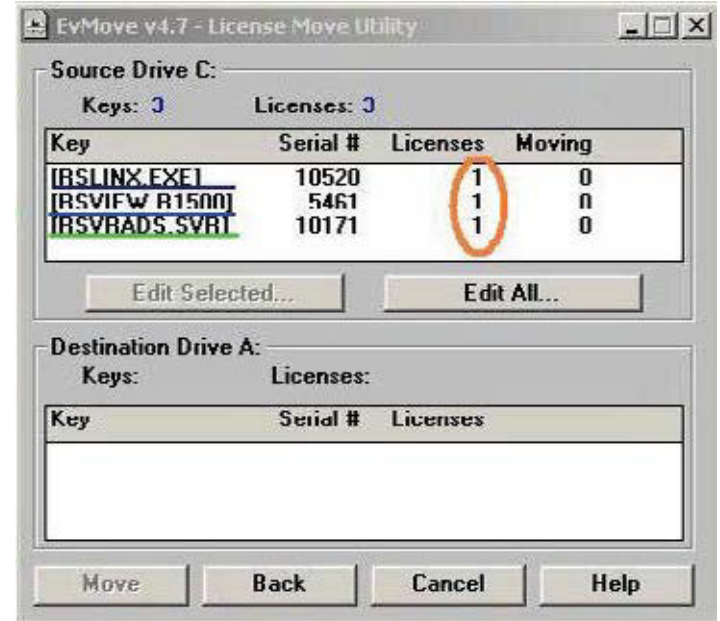 EvMove v4.7 - License Move Utility
Source Drive C:
Keys: 3 Licenses: 3
Key Serial # Licenses Moving
[RSLINX.EXE] 10520 1 0
[RSVIEW.R1500] 5461 1 0
[RSVRADS.SVR] 10171 1 0
Edit Selected... Edit All...
Destination Drive A:
Keys: Licenses:
Key Serial # Licenses
Move Back Cancel Help